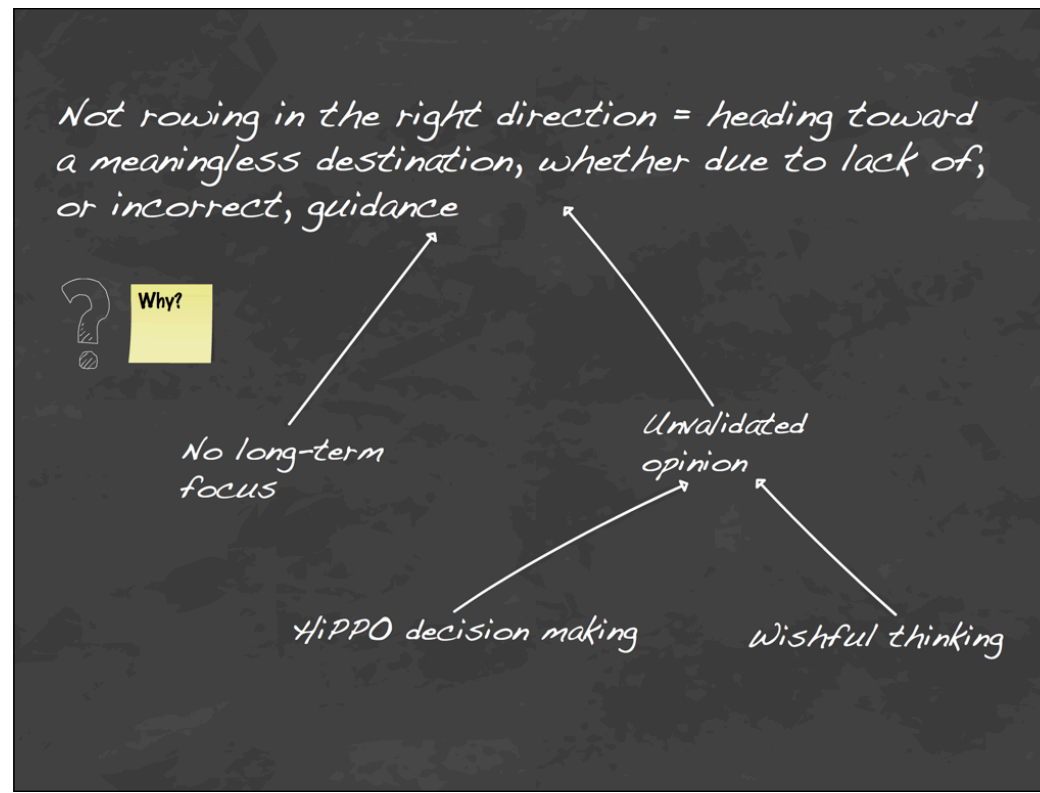 Not rowing in the right direction = heading toward
a meaningless destination, whether due to lack of,
or incorrect, guidance
Why?
No long-term
focus
Unvalidated
opinion
HiPPO decision making
Wishful thinking